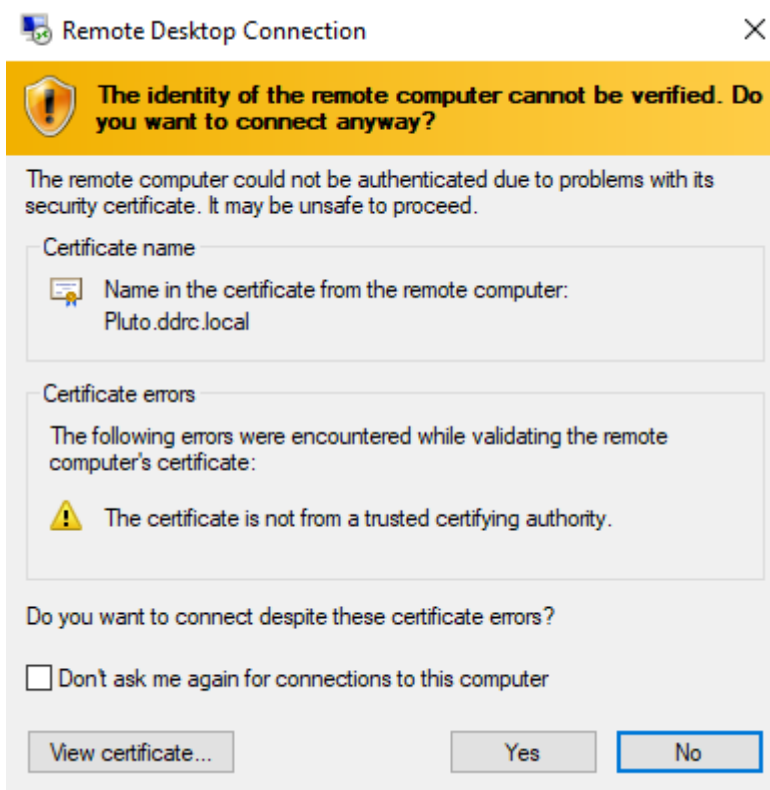 Remote Desktop Connection
The identity of the remote computer cannot be verified. Do
you want to connect anyway?
The remote computer could not be authenticated due to problems with its
security certificate. It may be unsafe to proceed.
Certificate name
Name in the certificate from the remote computer:
Pluto.ddrc.local
Certificate errors
The following errors were encountered while validating the remote
computer's certificate:
The certificate is not from a trusted certifying authority.
Do you want to connect despite these certificate errors?
Don't ask me again for connections to this computer
View certificate...
Yes
No